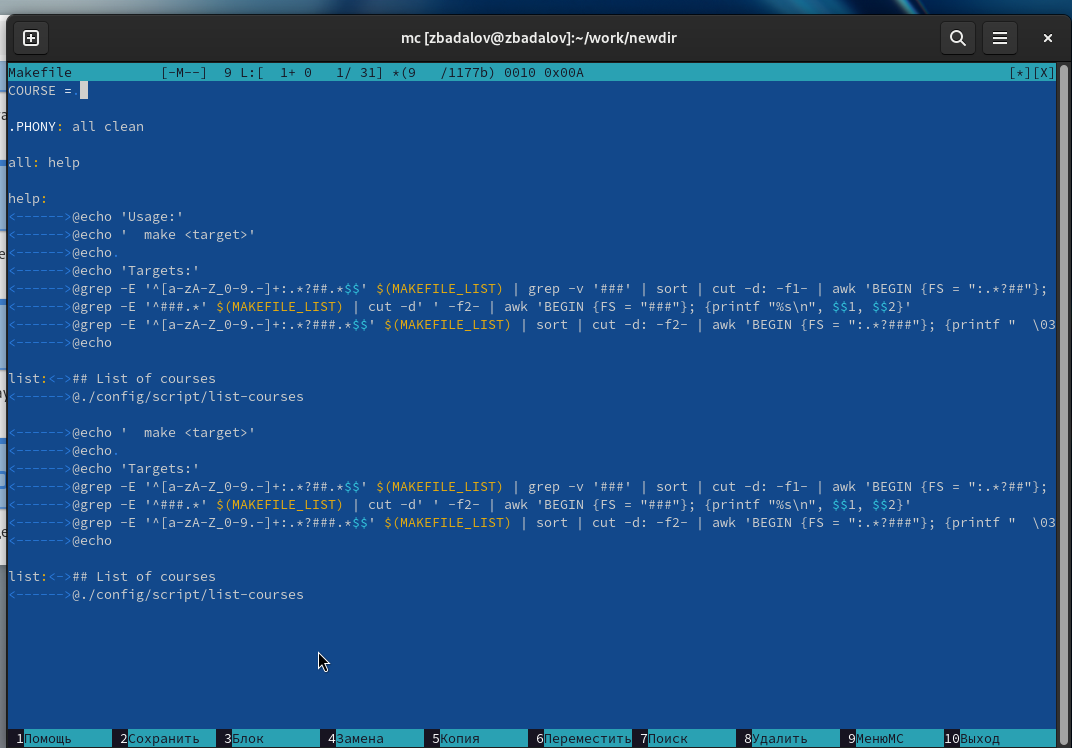 mc [zbadalov@zbadalov]:~/work/newdir
Makefile [-M--] 9 L:[ 1+ 0 1/ 31] *(9 /1177b) 0010 0x00A [*][X]
COURSE =.
.PHONY: all clean
all: help
help:
<------>@echo 'Usage:'
<------>@echo '  make <target>'
<------>@echo.
<------>@echo 'Targets:'
<------>@grep -E '^[a-zA-Z_0-9.-]+:.*?##.*$$' $(MAKEFILE_LIST) | grep -v '###' | sort | cut -d: -f1- | awk 'BEGIN {FS = ":.*?##"};
<------>@grep -E '^###.*' $(MAKEFILE_LIST) | cut -d' ' -f2- | awk 'BEGIN {FS = "###"}; {printf "%s\n", $$1, $$2}'
<------>@grep -E '^[a-zA-Z_0-9.-]+:.*?###.*$$' $(MAKEFILE_LIST) | sort | cut -d: -f2- | awk 'BEGIN {FS = ":.*?###"}; {printf "  \03
<------>@echo
list:<->## List of courses
<------>@./config/script/list-courses
<------>@echo '  make <target>'
<------>@echo.
<------>@echo 'Targets:'
<------>@grep -E '^[a-zA-Z_0-9.-]+:.*?##.*$$' $(MAKEFILE_LIST) | grep -v '###' | sort | cut -d: -f1- | awk 'BEGIN {FS = ":.*?##"};
<------>@grep -E '^###.*' $(MAKEFILE_LIST) | cut -d' ' -f2- | awk 'BEGIN {FS = "###"}; {printf "%s\n", $$1, $$2}'
<------>@grep -E '^[a-zA-Z_0-9.-]+:.*?###.*$$' $(MAKEFILE_LIST) | sort | cut -d: -f2- | awk 'BEGIN {FS = ":.*?###"}; {printf "  \03
<------>@echo
list:<->## List of courses
<------>@./config/script/list-courses
1Помощь 2Сохранить 3Блок 4Замена 5Копия 6Переместить 7Поиск 8Удалить 9МенюMC 10Выход